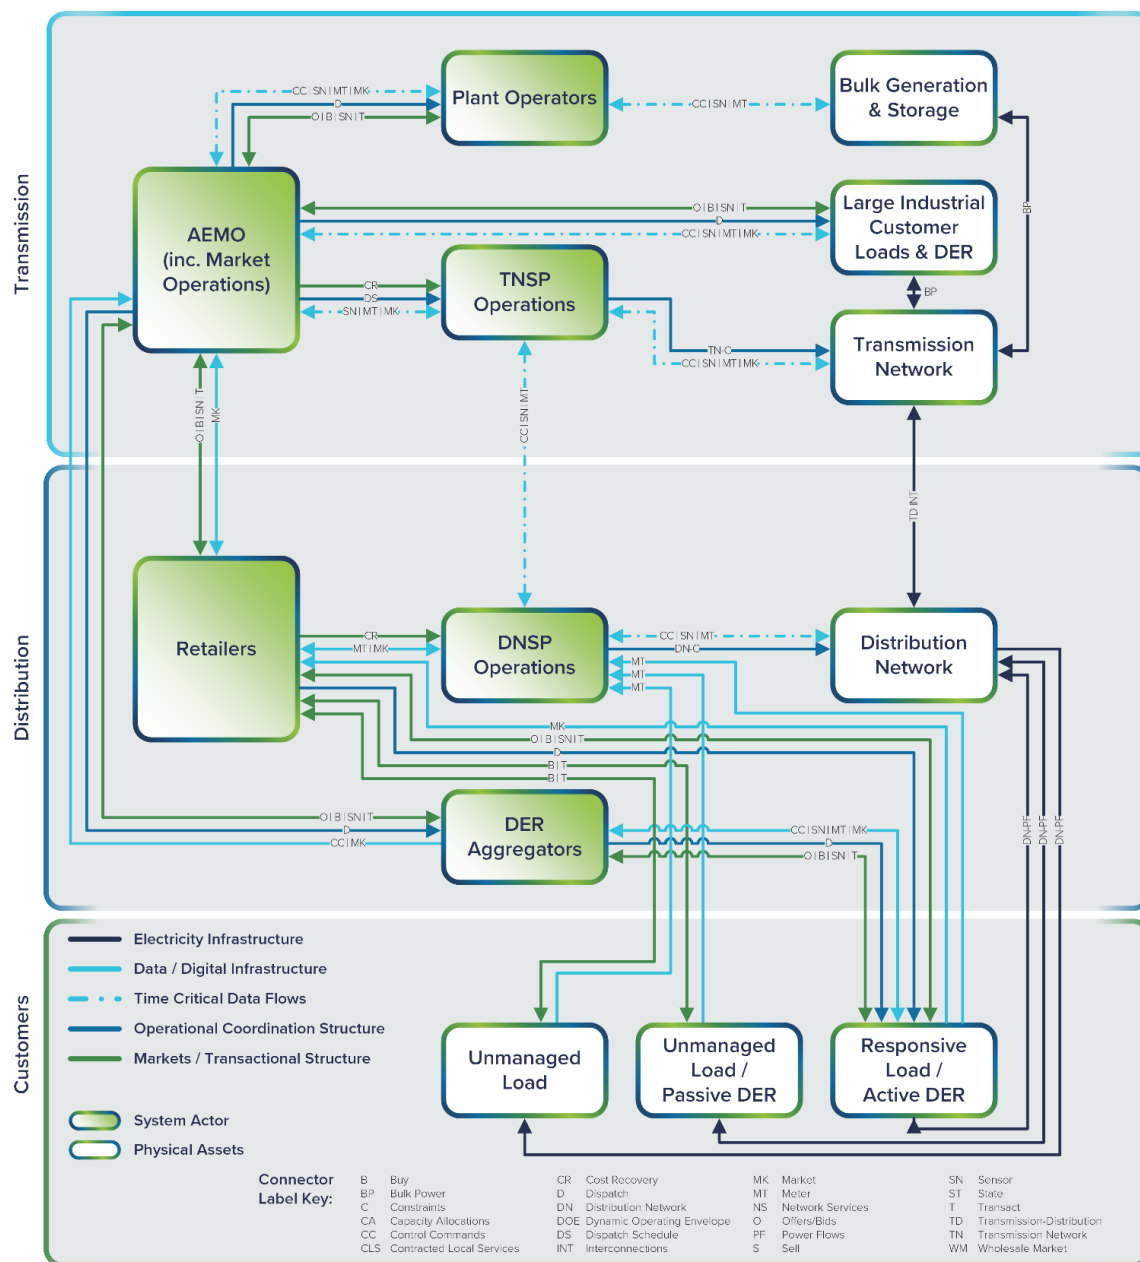 Transmission
CC | SN | MT | MK
D
O | B | SN | T
Plant Operators
CC | SN | MT
Bulk Generation
& Storage
BP
AEMO
(inc. Market
Operations)
O | B | SN | T
D
CC | SN | MT | MK
Large Industrial
Customer
Loads & DER
BP
CR
DS
SN | MT | MK
TNSP
Operations
TN-C
CC | SN | MT | MK
Transmission
Network
O | B | SN | T
MK
CC | SN | MT
TD INT
Distribution
Retailers
CR
MT | MK
DNSP
Operations
CC | SN | MT
DN-C
MT
MT
MT
Distribution
Network
MK
O | B | SN | T
D
B | T
B | T
O | B | SN | T
D
CC | MK
DER
Aggregators
CC | SN | MT | MK
D
O | B | SN | T
DN-PF
DN-PF
DN-PF
Customers
Electricity Infrastructure
Data / Digital Infrastructure
Time Critical Data Flows
Operational Coordination Structure
Markets / Transactional Structure
System Actor
Physical Assets
Unmanaged
Load
Unmanaged
Load /
Passive DER
Responsive
Load /
Active DER
Connector
Label Key:
B Buy
BP Bulk Power
C Constraints
CA Capacity Allocations
CC Control Commands
CLS Contracted Local Services
CR Cost Recovery
D Dispatch
DN Distribution Network
DOE Dynamic Operating Envelope
DS Dispatch Schedule
INT Interconnections
MK Market
MT Meter
NS Network Services
O Offers/Bids
PF Power Flows
S Sell
SN Sensor
ST State
T Transact
TD Transmission-Distribution
TN Transmission Network
WM Wholesale Market